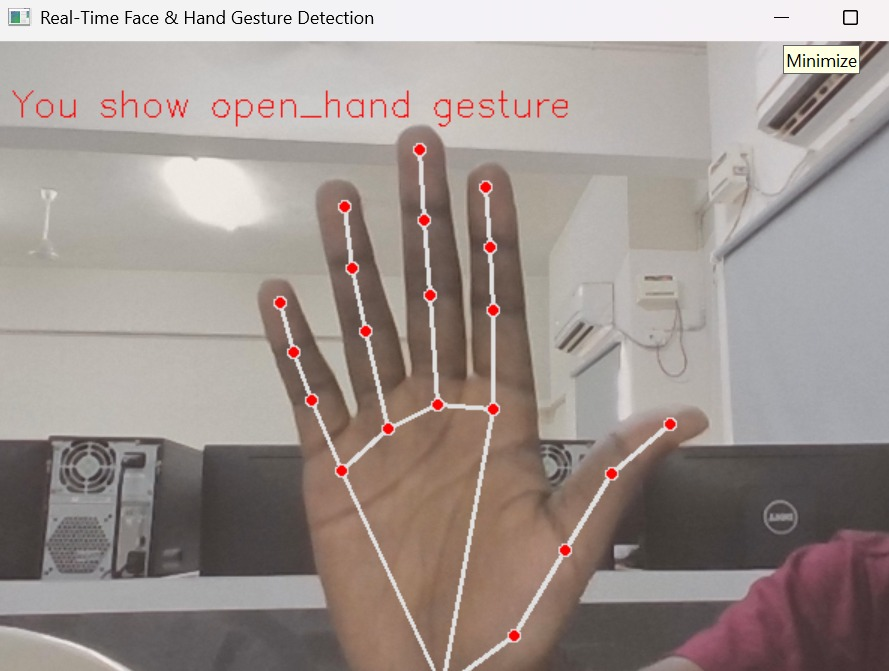 Real-Time Face & Hand Gesture Detection
Minimize
You show open_hand gesture
DELL